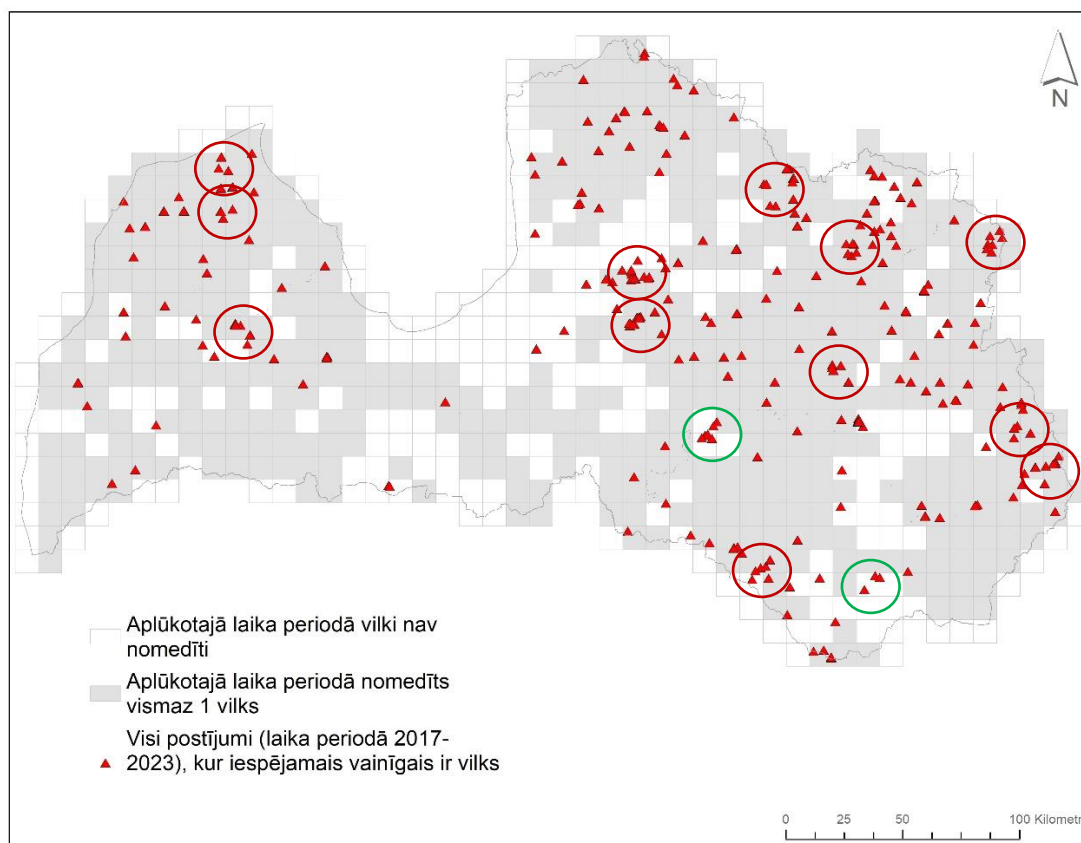 N
Aplūkotajā laika periodā vilki nav
nomedīti
Aplūkotajā laika periodā nomedīts
vismaz 1 vilks
Visi postījumi (laika periodā 2017-
2023), kur iespējamais vainīgais ir vilks
0 25 50 100 Kilometr